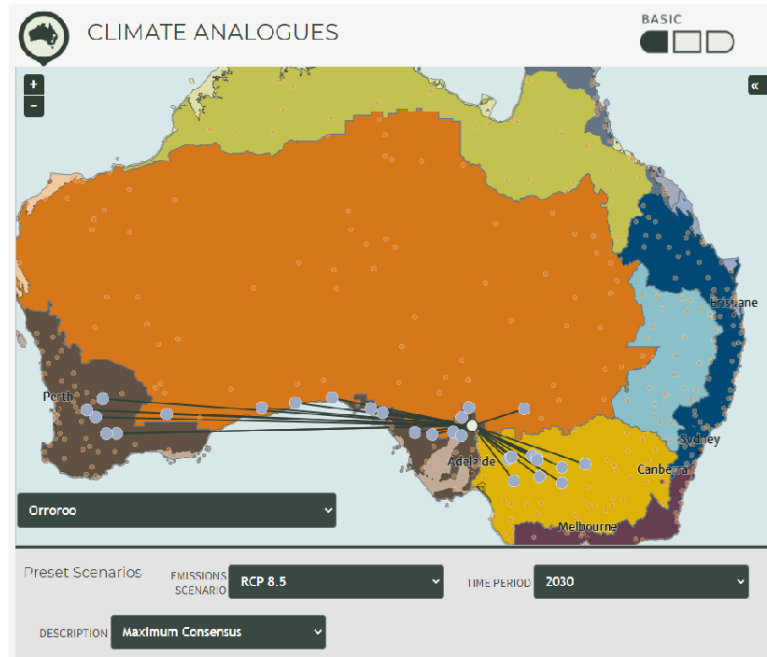 CLIMATE ANALOGUES
BASIC
+
-
«
Brisbane
Perth
Sydney
Adelaide
Canberra
Orroroo
Melbourne
Preset Scenarios
EMISSIONS
SCENARIO
RCP 8.5
TIME PERIOD
2030
DESCRIPTION
Maximum Consensus